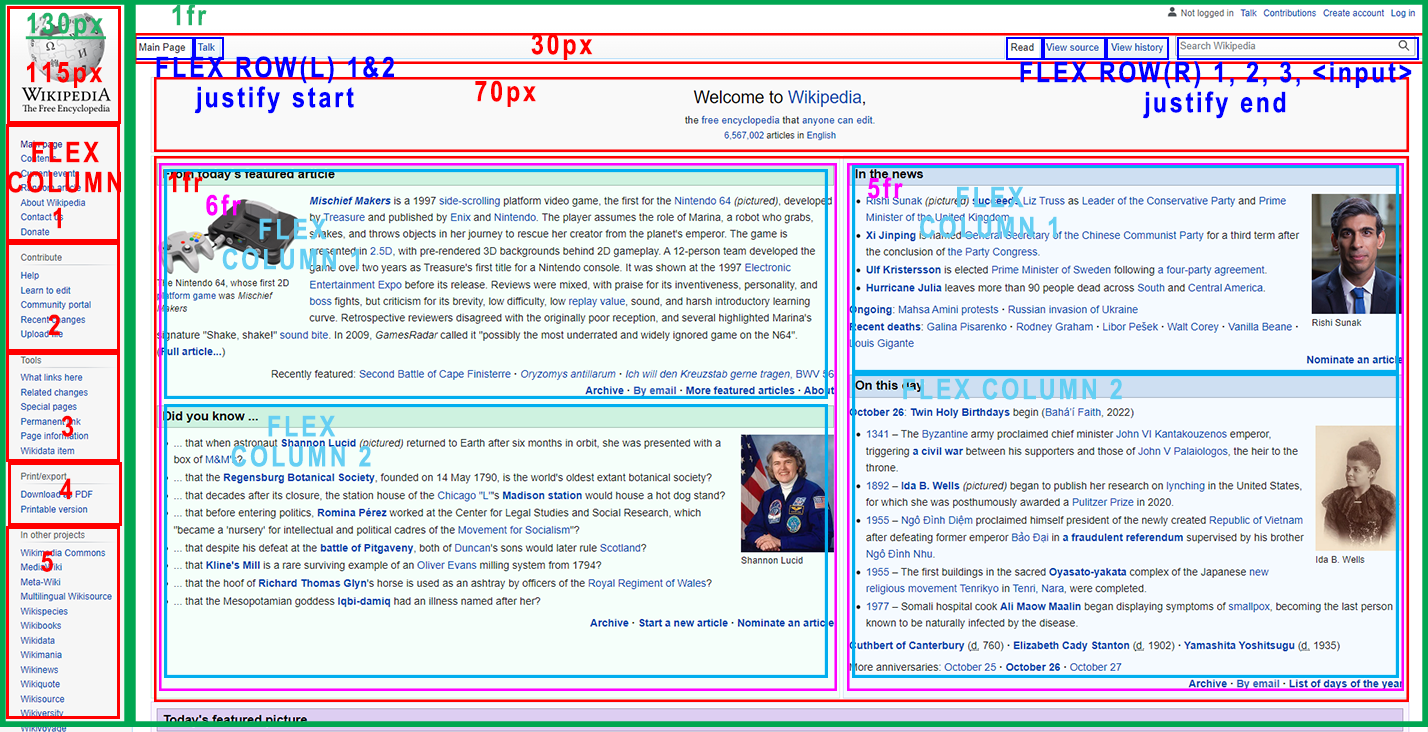 130px
115px
WIKIPEDIA
The Free Encyclopedia
1fr
Not logged in Talk Contributions Create account Log in
Main Page Talk
30px
Read View source View history
Search Wikipedia
FLEX ROW(L) 1&2
justify start
70px
FLEX ROW(R) 1, 2, 3, <input>
justify end
Welcome to Wikipedia,
the free encyclopedia that anyone can edit.
6,567,002 articles in English
FLEX
COLUMN
1
Main page
Contents
Current events
Random article
About Wikipedia
Contact us
Donate
Contribute
Help
Learn to edit
Community portal
Recent changes
Upload file
2
Tools
What links here
Related changes
Special pages
Permanent link
Page information
Wikidata item
3
Print/export
Download as PDF
Printable version
4
In other projects
Wikimedia Commons
MediaWiki
Meta-Wiki
Multilingual Wikisource
Wikispecies
Wikibooks
Wikidata
Wikimania
Wikinews
Wikiquote
Wikisource
Wikiversity
Wikivoyage
5
From today's featured article
1fr
6fr
FLEX
COLUMN 1
Mischief Makers is a 1997 side-scrolling platform video game, the first for the Nintendo 64 (pictured), developed
by Treasure and published by Enix and Nintendo. The player assumes the role of Marina, a robot who grabs,
shakes, and throws objects in her journey to rescue her creator from the planet's emperor. The game is
presented in 2.5D, with pre-rendered 3D backgrounds behind 2D gameplay. A 12-person team developed the
game over two years as Treasure's first title for a Nintendo console. It was shown at the 1997 Electronic
Entertainment Expo before its release. Reviews were mixed, with praise for its inventiveness, personality, and
boss fights, but criticism for its brevity, low difficulty, low replay value, sound, and harsh introductory learning
curve. Retrospective reviewers disagreed with the originally poor reception, and several highlighted Marina's
signature "Shake, shake!" sound bite. In 2009, GamesRadar called it "possibly the most underrated and widely ignored game on the N64".
(Full article...)
The Nintendo 64, whose first 2D
platform game was Mischief
Makers
Recently featured: Second Battle of Cape Finisterre · Oryzomys antillarum · Ich will den Kreuzstab gerne tragen, BWV 56
Archive · By email · More featured articles · About
Did you know ...
FLEX
COLUMN 2
... that when astronaut Shannon Lucid (pictured) returned to Earth after six months in orbit, she was presented with a
box of M&M's?
... that the Regensburg Botanical Society, founded on 14 May 1790, is the world's oldest extant botanical society?
... that decades after its closure, the station house of the Chicago "L"'s Madison station would house a hot dog stand?
... that before entering politics, Romina Pérez worked at the Center for Legal Studies and Social Research, which
"became a 'nursery' for intellectual and political cadres of the Movement for Socialism"?
... that despite his defeat at the battle of Pitgaveny, both of Duncan's sons would later rule Scotland?
... that Kline's Mill is a rare surviving example of an Oliver Evans milling system from 1794?
... that the hoof of Richard Thomas Glyn's horse is used as an ashtray by officers of the Royal Regiment of Wales?
... that the Mesopotamian goddess Iqbi-damiq had an illness named after her?
Shannon Lucid
Archive · Start a new article · Nominate an article
In the news
5fr
FLEX
COLUMN 1
Rishi Sunak (pictured) succeeds Liz Truss as Leader of the Conservative Party and Prime
Minister of the United Kingdom.
Xi Jinping is named General Secretary of the Chinese Communist Party for a third term after
the conclusion of the Party Congress.
Ulf Kristersson is elected Prime Minister of Sweden following a four-party agreement.
Hurricane Julia leaves more than 90 people dead across South and Central America.
Ongoing: Mahsa Amini protests · Russian invasion of Ukraine
Recent deaths: Galina Pisarenko · Rodney Graham · Libor Pešek · Walt Corey · Vanilla Beane ·
Louis Gigante
Rishi Sunak
Nominate an article
On this day
FLEX COLUMN 2
October 26: Twin Holy Birthdays begin (Bahá'í Faith, 2022)
1341 – The Byzantine army proclaimed chief minister John VI Kantakouzenos emperor,
triggering a civil war between his supporters and those of John V Palaiologos, the heir to the
throne.
1892 – Ida B. Wells (pictured) began to publish her research on lynching in the United States,
for which she was posthumously awarded a Pulitzer Prize in 2020.
1955 – Ngô Đình Diệm proclaimed himself president of the newly created Republic of Vietnam
after defeating former emperor Bảo Đại in a fraudulent referendum supervised by his brother
Ngô Đình Nhu.
1955 – The first buildings in the sacred Oyasato-yakata complex of the Japanese new
religious movement Tenrikyo in Tenri, Nara, were completed.
1977 – Somali hospital cook Ali Maow Maalin began displaying symptoms of smallpox, becoming the last person
known to be naturally infected by the disease.
Ida B. Wells
Cuthbert of Canterbury (d. 760) · Elizabeth Cady Stanton (d. 1902) · Yamashita Yoshitsugu (d. 1935)
More anniversaries: October 25 · October 26 · October 27
Archive · By email · List of days of the year
Today's featured picture